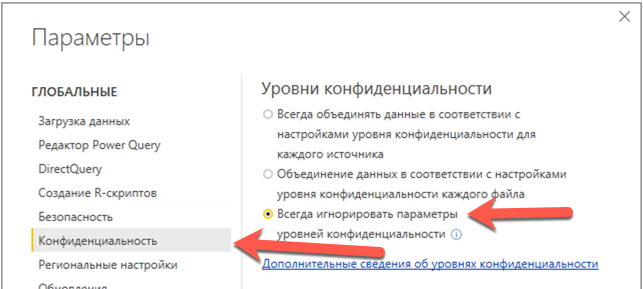 Параметры
ГЛОБАЛЬНЫЕ
Загрузка данных
Редактор Power Query
DirectQuery
Создание R-скриптов
Безопасность
Конфиденциальность
Региональные настройки
Обновления
Уровни конфиденциальности
Всегда объединять данные в соответствии с
настройками уровня конфиденциальности для
каждого источника
Объединение данных в соответствии с настройками
уровня конфиденциальности каждого файла
Всегда игнорировать параметры
уровней конфиденциальности
Дополнительные сведения об уровнях конфиденциальности